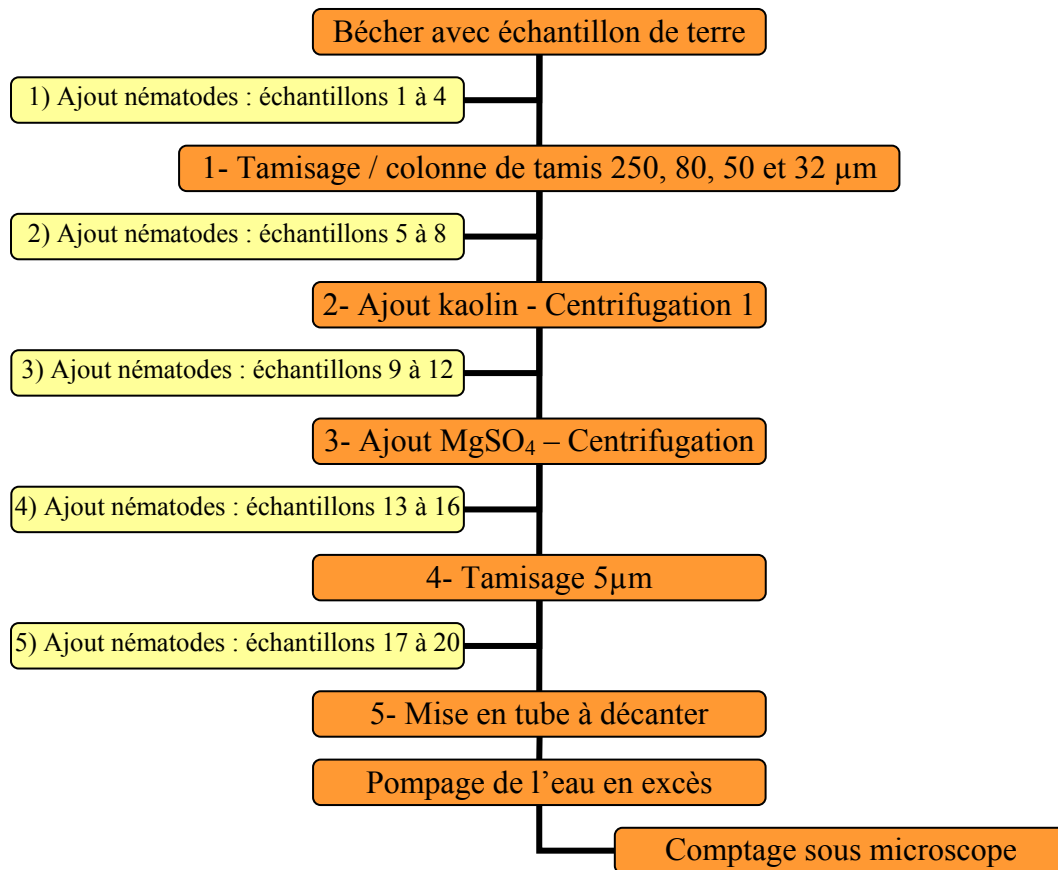 Bécher avec échantillon de terre
1) Ajout nématodes : échantillons 1 à 4
1- Tamisage / colonne de tamis 250, 80, 50 et 32 µm
2) Ajout nématodes : échantillons 5 à 8
2- Ajout kaolin - Centrifugation 1
3) Ajout nématodes : échantillons 9 à 12
3- Ajout MgSO₄ – Centrifugation
4) Ajout nématodes : échantillons 13 à 16
4- Tamisage 5µm
5) Ajout nématodes : échantillons 17 à 20
5- Mise en tube à décanter
Pompage de l’eau en excès
Comptage sous microscope